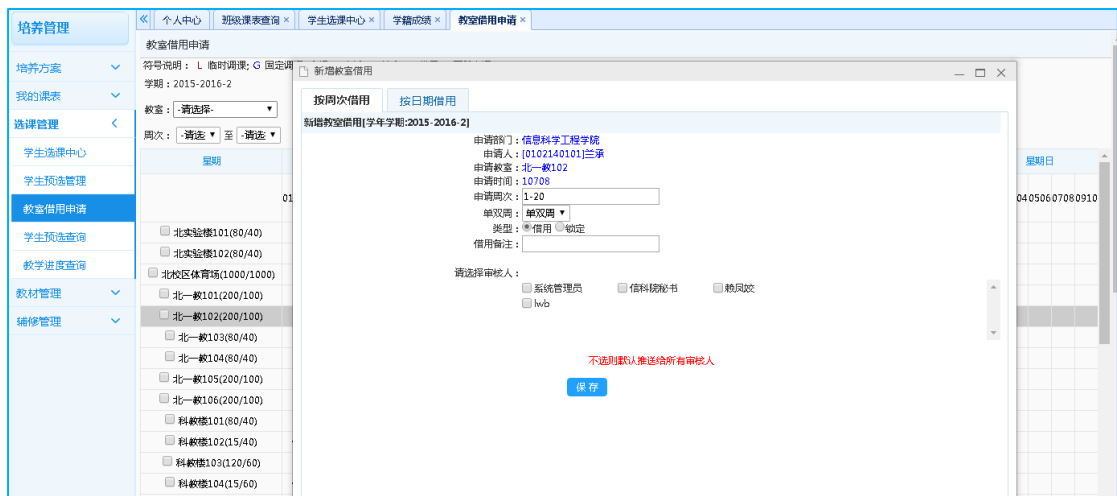 培养管理
培养方案
我的课表
选课管理
学生选课中心
学生预选管理
教室借用申请
学生预选查询
教学进度查询
教材管理
辅修管理
个人中心 班级课表查询 × 学生选课中心 × 学籍成绩 × 教室借用申请 ×
教室借用申请
符号说明： L 临时调课; G 固定调
学期：2015-2016-2
教室： -请选择-
周次： -请选 至 -请选
星期
01
北实验楼101(80/40)
北实验楼102(80/40)
北校区体育场(1000/1000)
北一教101(200/100)
北一教102(200/100)
北一教103(80/40)
北一教104(80/40)
北一教105(200/100)
北一教106(200/100)
科教楼101(80/40)
科教楼102(15/40)
科教楼103(120/60)
科教楼104(15/60)
新增教室借用
按周次借用 按日期借用
新增教室借用[学年学期:2015-2016-2]
申请部门：信息科学工程学院
申请人：[0102140101]兰承
申请教室：北一教102
申请时间：10708
申请周次： 1-20
单双周： 单双周
类型： 借用 锁定
借用备注：
请选择审核人：
系统管理员 信科院秘书 赖凤姣
lwb
不选则默认推送给所有审核人
保 存
星期日
04 05 06 07 08 09 10